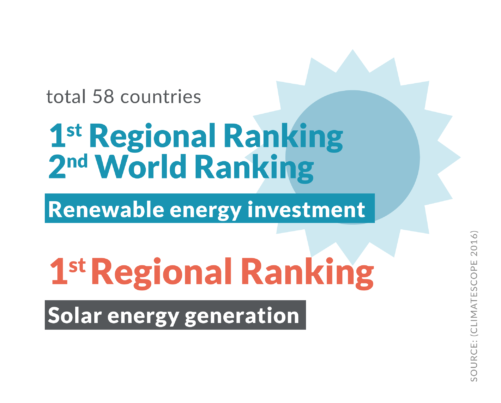 total 58 countries
1st Regional Ranking
2nd World Ranking
Renewable energy investment
1st Regional Ranking
Solar energy generation
SOURCE: (CLIMATESCOPE 2016)